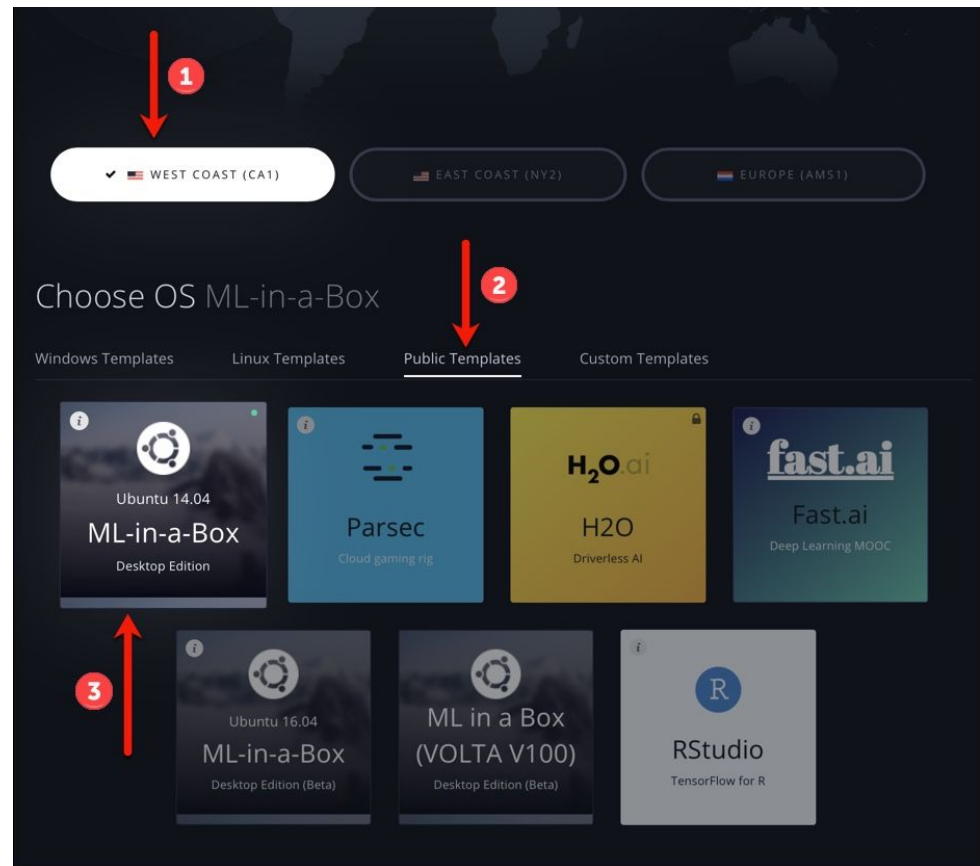 1
WEST COAST (CA1)
EAST COAST (NY2)
EUROPE (AMS1)
2
Choose OS ML-in-a-Box
Windows Templates
Linux Templates
Public Templates
Custom Templates
i
Ubuntu 14.04
ML-in-a-Box
Desktop Edition
i
Parsec
Cloud gaming rig
H2O.ai
H2O
Driverless AI
i
fast.ai
Fast.ai
Deep Learning MOOC
3
i
Ubuntu 16.04
ML-in-a-Box
Desktop Edition (Beta)
ML in a Box
(VOLTA V100)
Desktop Edition (Beta)
i
R
RStudio
TensorFlow for R